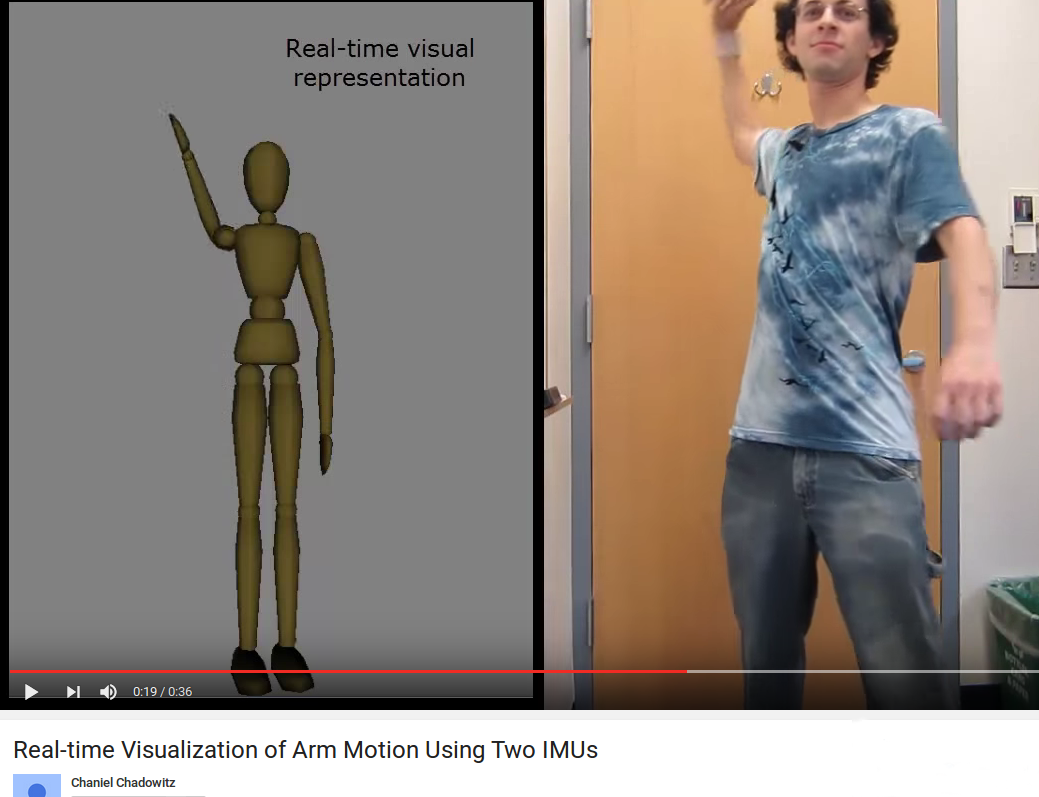 Real-time visual
representation
0:19 / 0:36
Real-time Visualization of Arm Motion Using Two IMUs
Chaniel Chadowitz